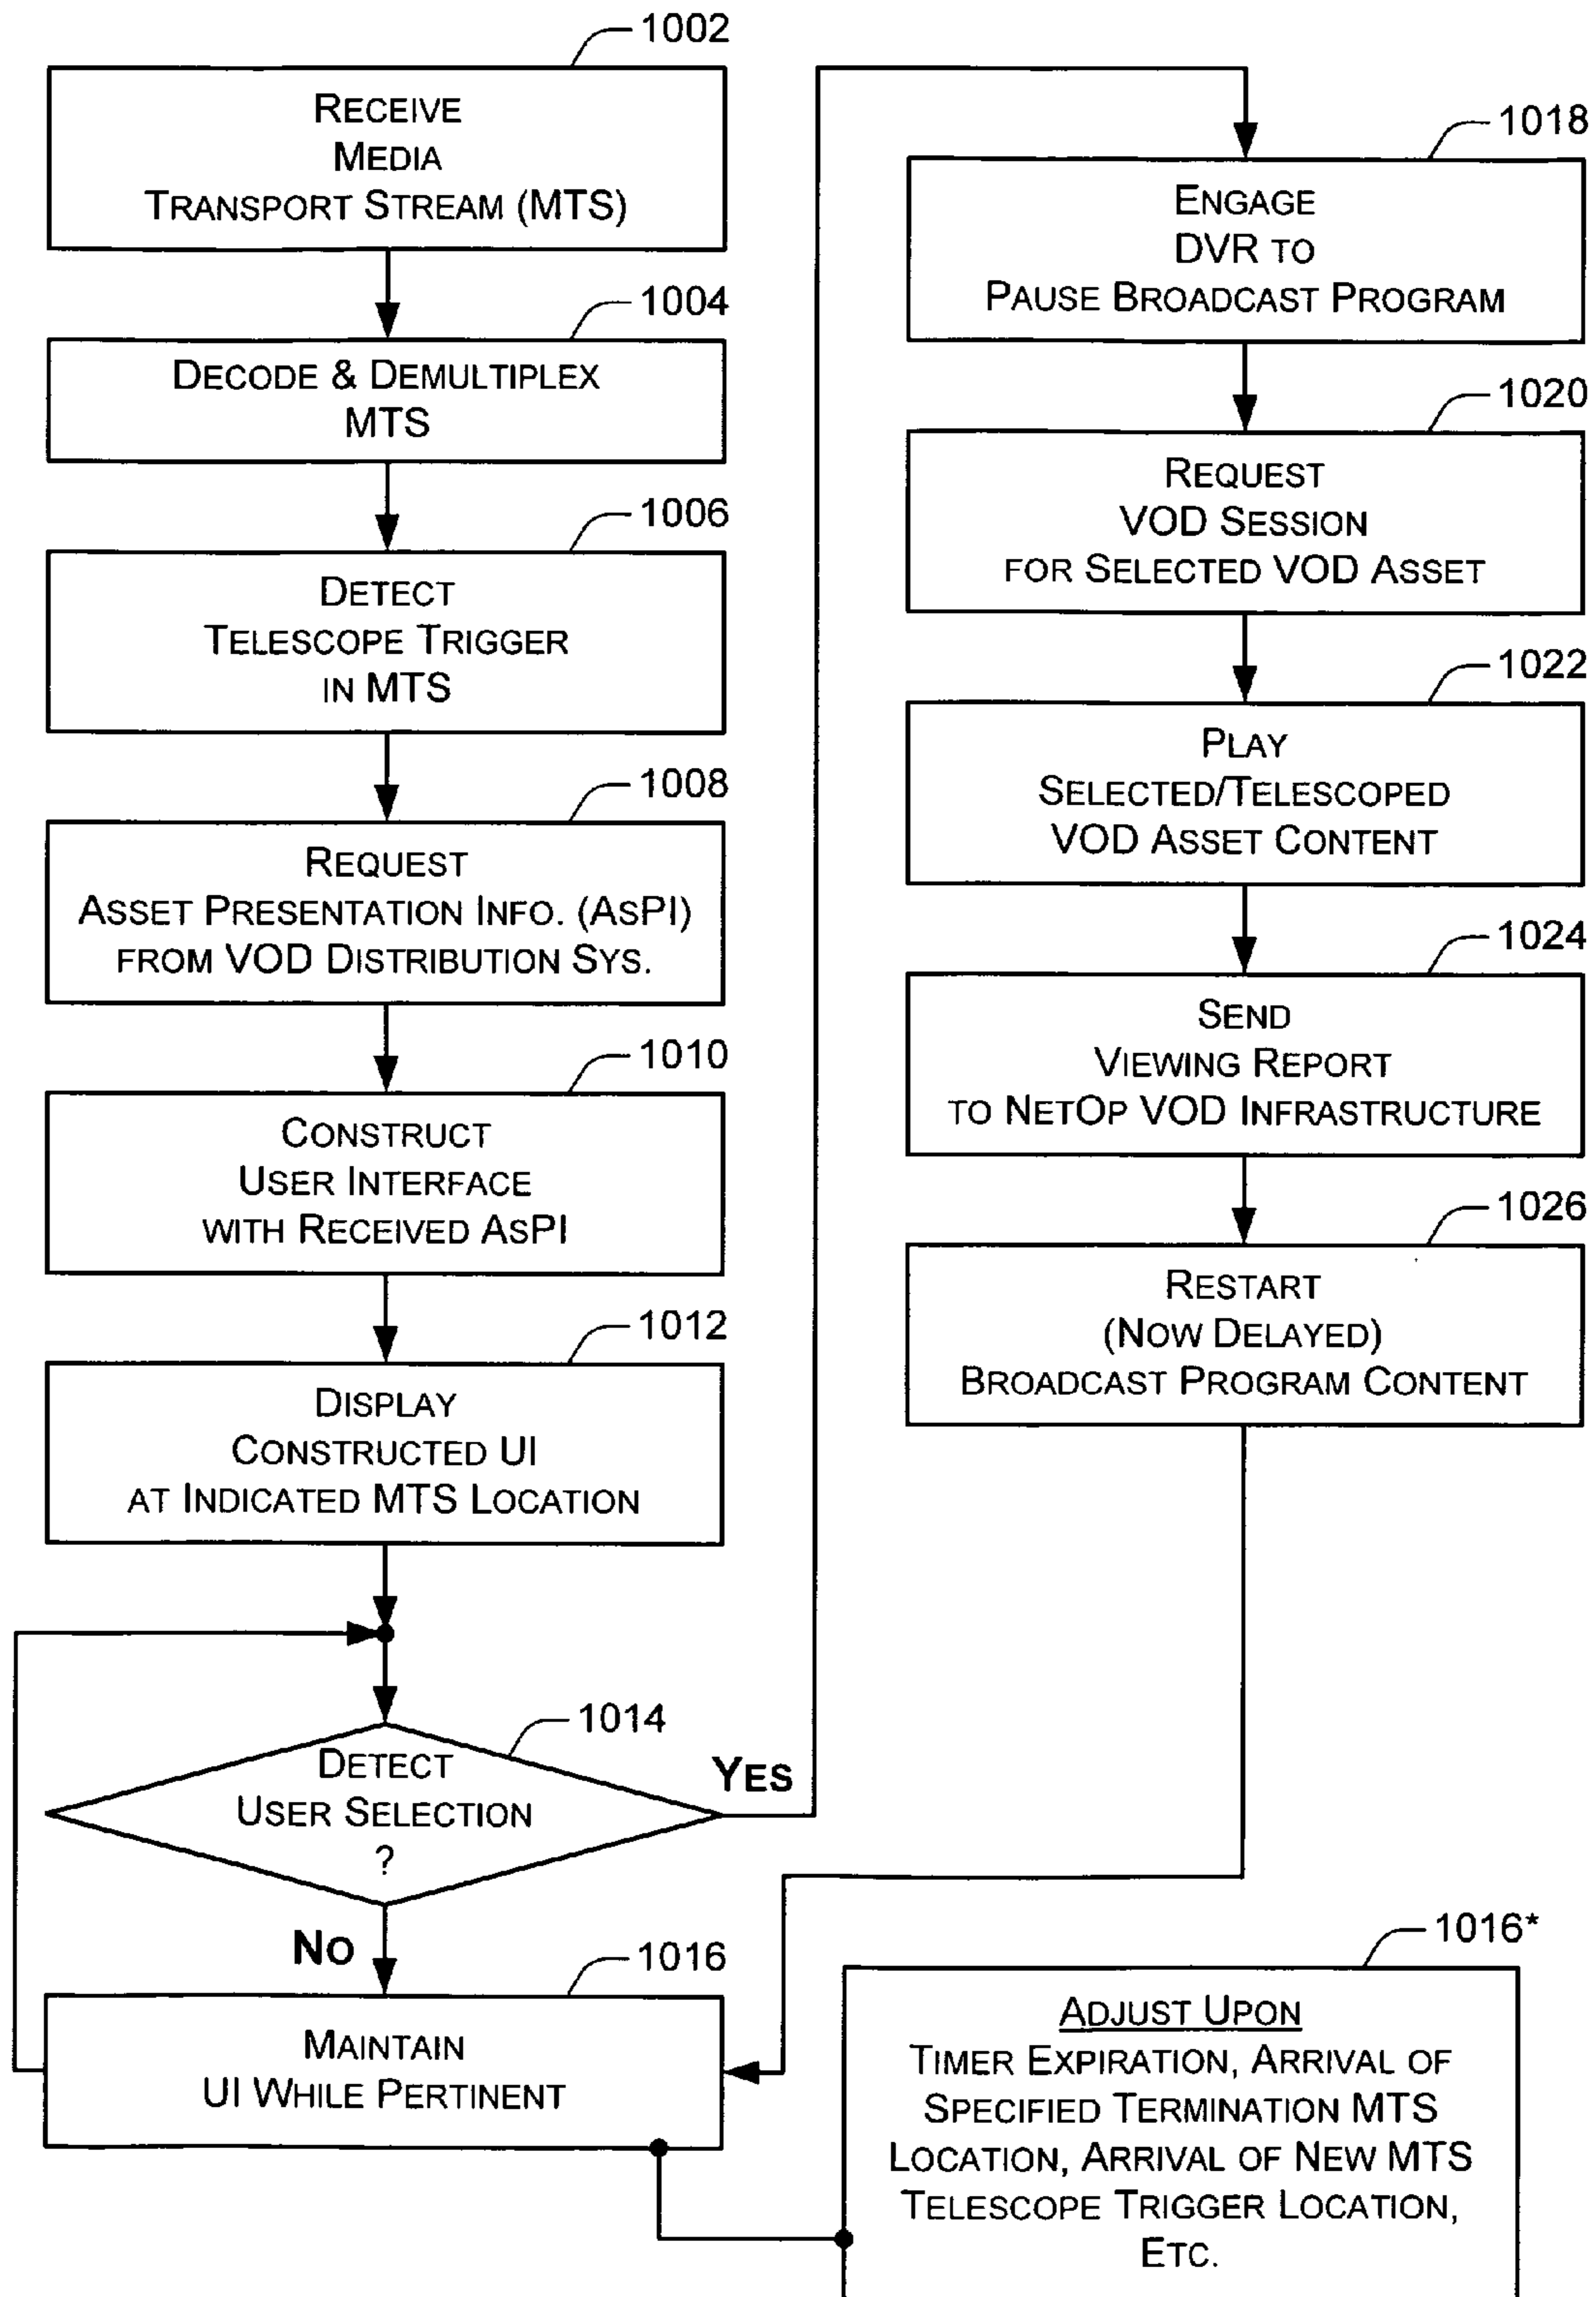 1002
RECEIVE
MEDIA
TRANSPORT STREAM (MTS)
1004
DECODE & DEMULTIPLEX
MTS
1006
DETECT
TELESCOPE TRIGGER
IN MTS
1008
REQUEST
ASSET PRESENTATION INFO. (ASPI)
FROM VOD DISTRIBUTION SYS.
1010
CONSTRUCT
USER INTERFACE
WITH RECEIVED ASPI
1012
DISPLAY
CONSTRUCTED UI
AT INDICATED MTS LOCATION
1014
DETECT
USER SELECTION
?
YES
NO
1016
MAINTAIN
UI WHILE PERTINENT
1018
ENGAGE
DVR TO
PAUSE BROADCAST PROGRAM
1020
REQUEST
VOD SESSION
FOR SELECTED VOD ASSET
1022
PLAY
SELECTED/TELESCOPED
VOD ASSET CONTENT
1024
SEND
VIEWING REPORT
TO NETOP VOD INFRASTRUCTURE
1026
RESTART
(NOW DELAYED)
BROADCAST PROGRAM CONTENT
1016*
ADJUST UPON
TIMER EXPIRATION, ARRIVAL OF
SPECIFIED TERMINATION MTS
LOCATION, ARRIVAL OF NEW MTS
TELESCOPE TRIGGER LOCATION,
ETC.